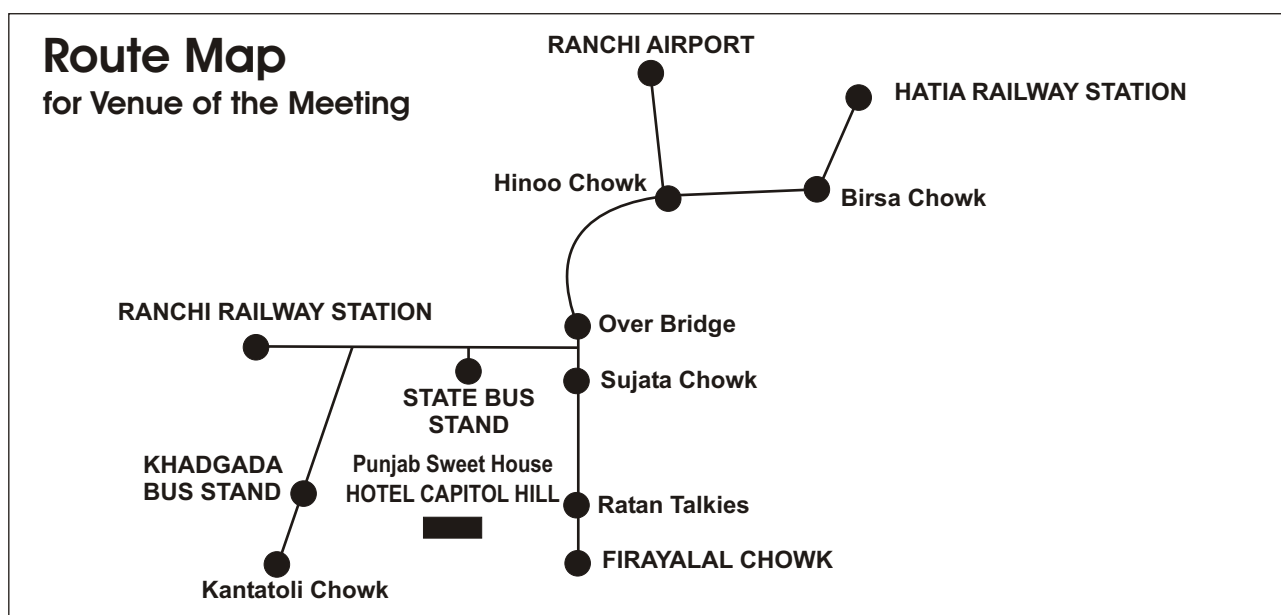 Route Map
for Venue of the Meeting
RANCHI AIRPORT
HATIA RAILWAY STATION
Hinoo Chowk
Birsa Chowk
RANCHI RAILWAY STATION
Over Bridge
Sujata Chowk
STATE BUS
STAND
Punjab Sweet House
HOTEL CAPITOL HILL
KHADGADA
BUS STAND
Ratan Talkies
FIRAYALAL CHOWK
Kantatoli Chowk